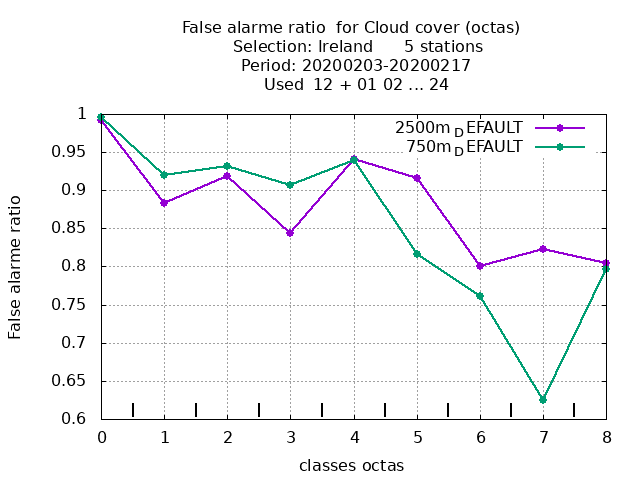 False alarme ratio for Cloud cover (octas)
Selection: Ireland 5 stations
Period: 20200203-20200217
Used 12 + 01 02 ... 24
2500m_DEFAULT
750m_DEFAULT
1
0.95
0.9
0.85
0.8
0.75
0.7
0.65
0.6
False alarme ratio
0 1 2 3 4 5 6 7 8
classes octas